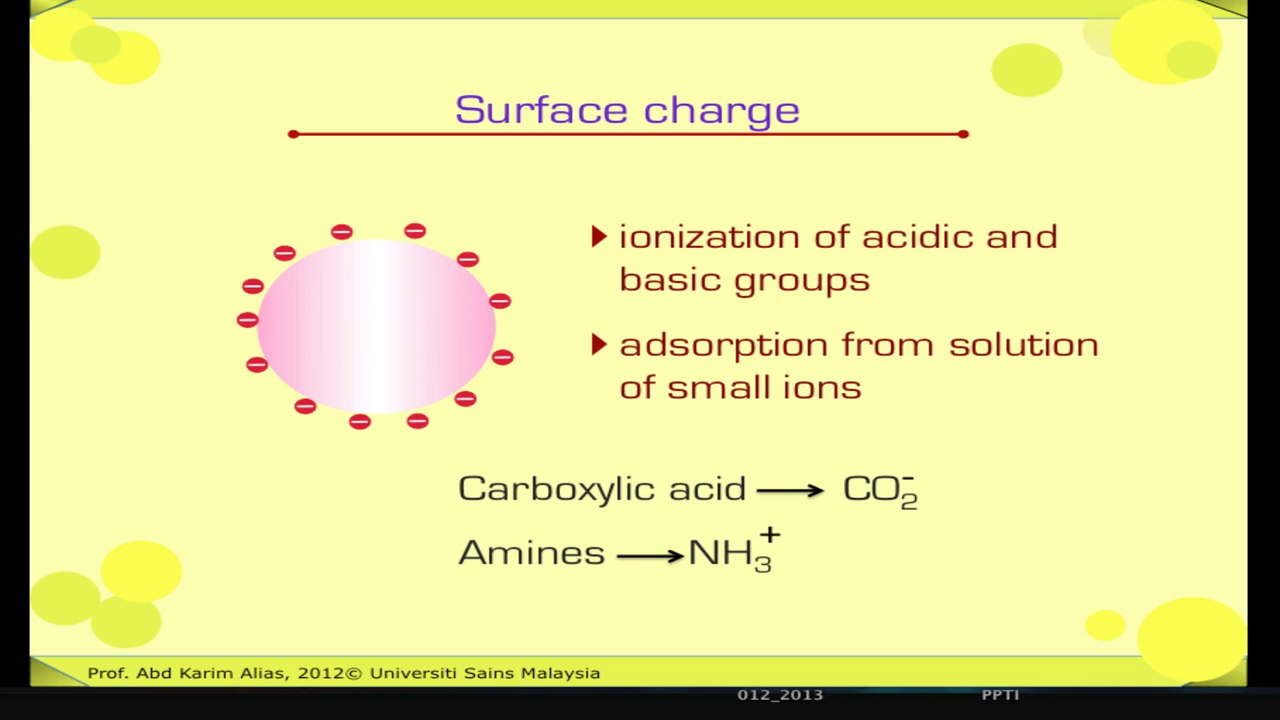 Surface charge
ionization of acidic and
basic groups
adsorption from solution
of small ions
Carboxylic acid ⟶ CO₂⁻
Amines ⟶ NH₃⁺
Prof. Abd Karim Alias, 2012© Universiti Sains Malaysia
012_2013 PPTI